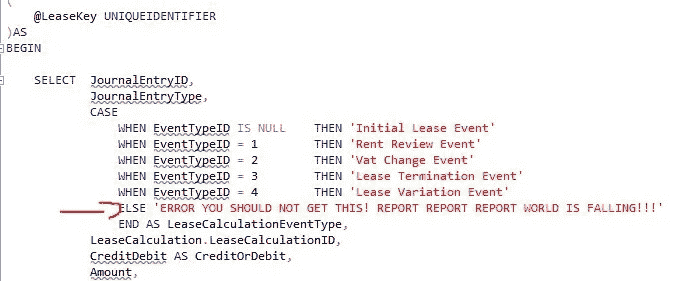 (
@LeaseKey UNIQUEIDENTIFIER
)AS
BEGIN
SELECT JournalEntryID,
JournalEntryType,
CASE
WHEN EventTypeID IS NULL THEN 'Initial Lease Event'
WHEN EventTypeID = 1 THEN 'Rent Review Event'
WHEN EventTypeID = 2 THEN 'Vat Change Event'
WHEN EventTypeID = 3 THEN 'Lease Termination Event'
WHEN EventTypeID = 4 THEN 'Lease Variation Event'
ELSE 'ERROR YOU SHOULD NOT GET THIS! REPORT REPORT REPORT WORLD IS FALLING!!!'
END AS LeaseCalculationEventType,
LeaseCalculation.LeaseCalculationID,
CreditDebit AS CreditOrDebit,
Amount,